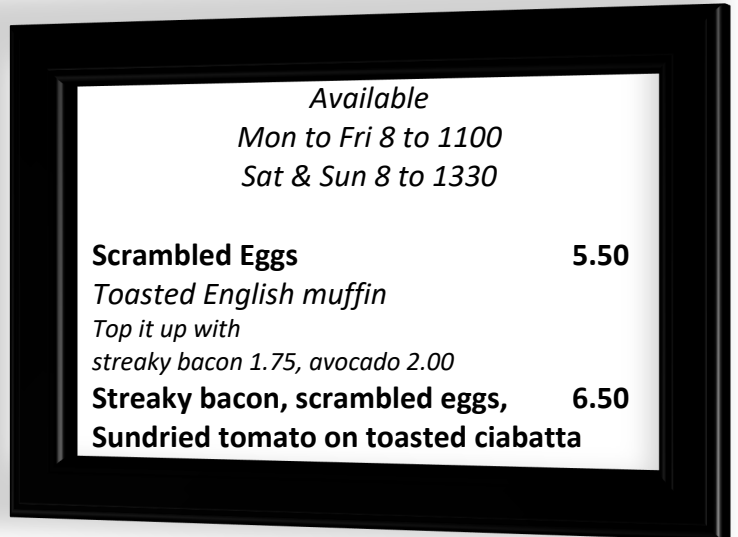 Available
Mon to Fri 8 to 1100
Sat & Sun 8 to 1330
Scrambled Eggs 5.50
Toasted English muffin
Top it up with
streaky bacon 1.75, avocado 2.00
Streaky bacon, scrambled eggs, 6.50
Sundried tomato on toasted ciabatta